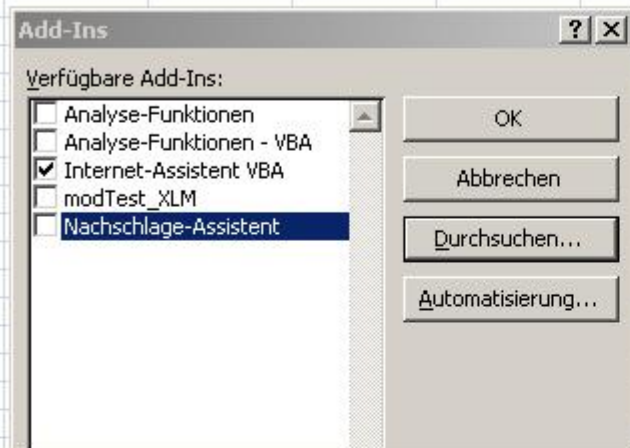 Add-Ins
Verfügbare Add-Ins:
Analyse-Funktionen
Analyse-Funktionen - VBA
Internet-Assistent VBA
modTest_XLM
Nachschlage-Assistent
OK
Abbrechen
Durchsuchen...
Automatisierung...